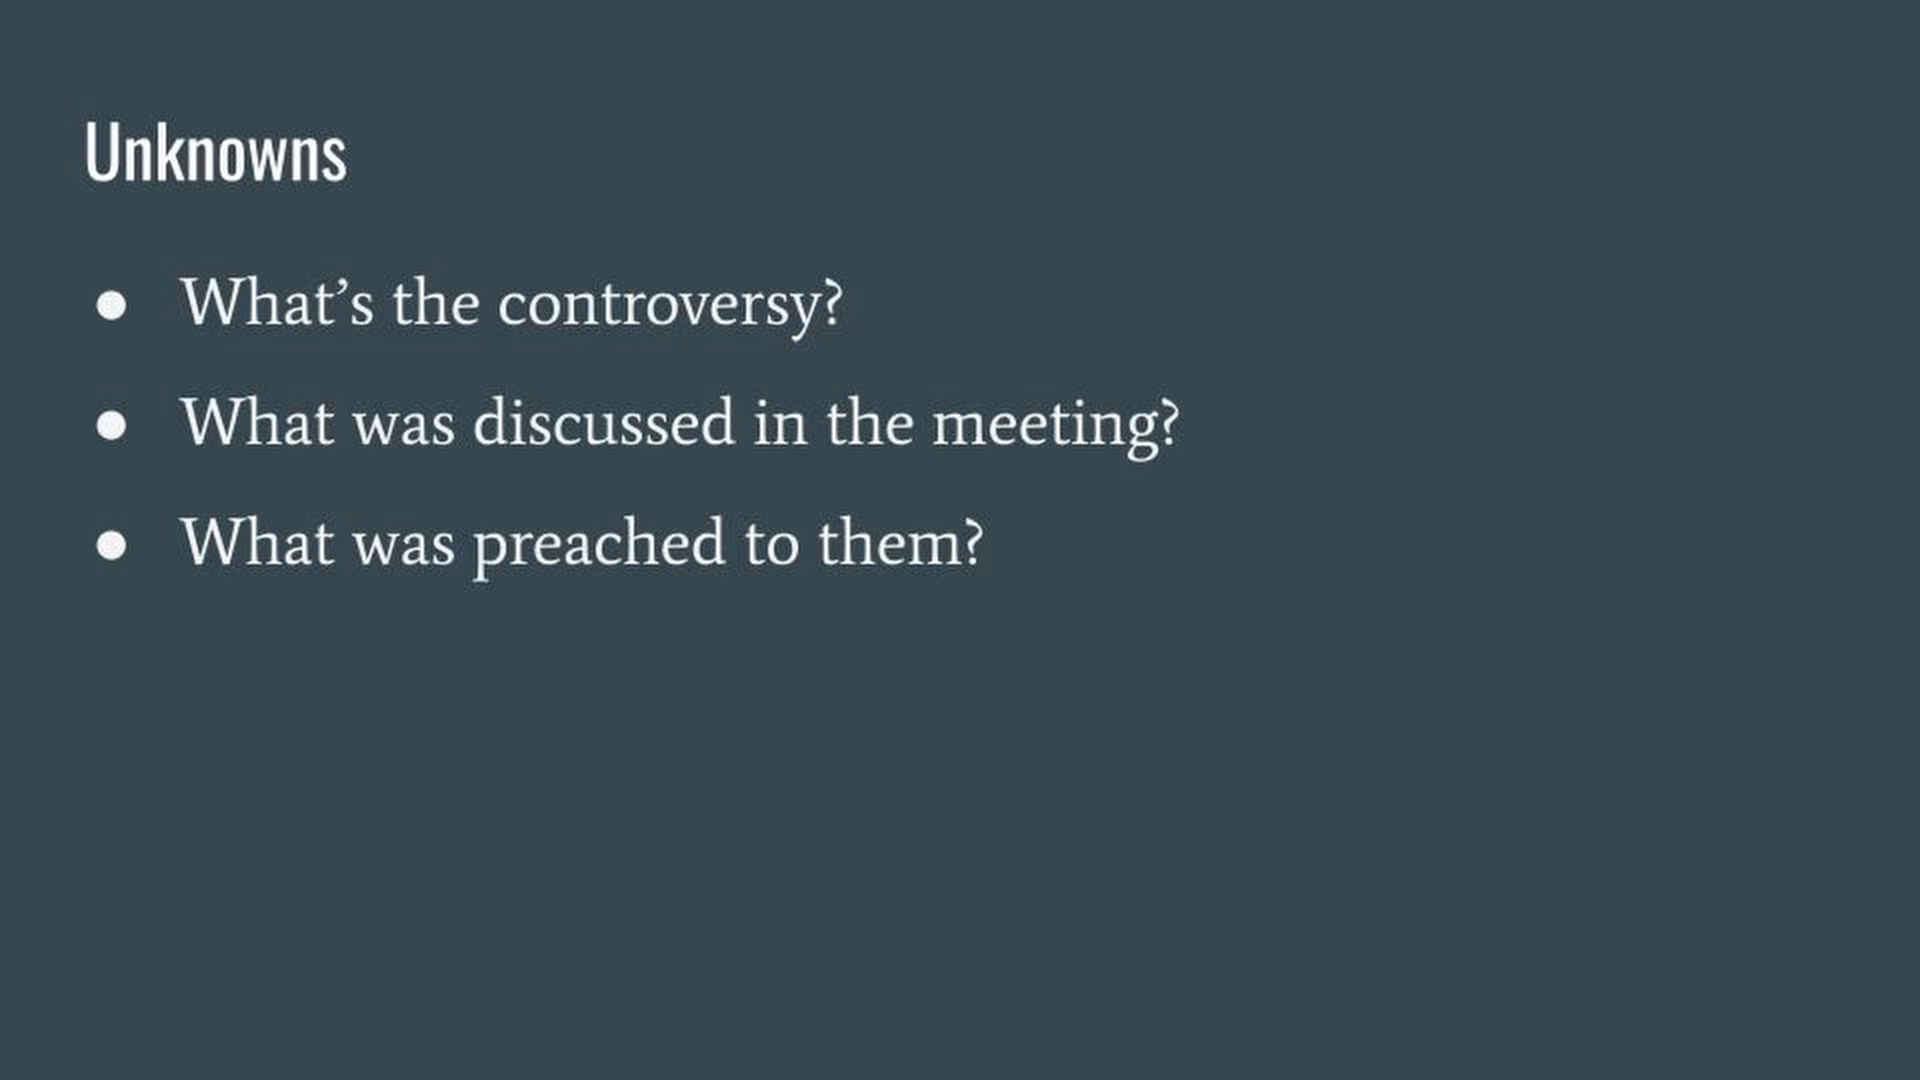 Unknowns
● What’s the controversy?
● What was discussed in the meeting?
● What was preached to them?